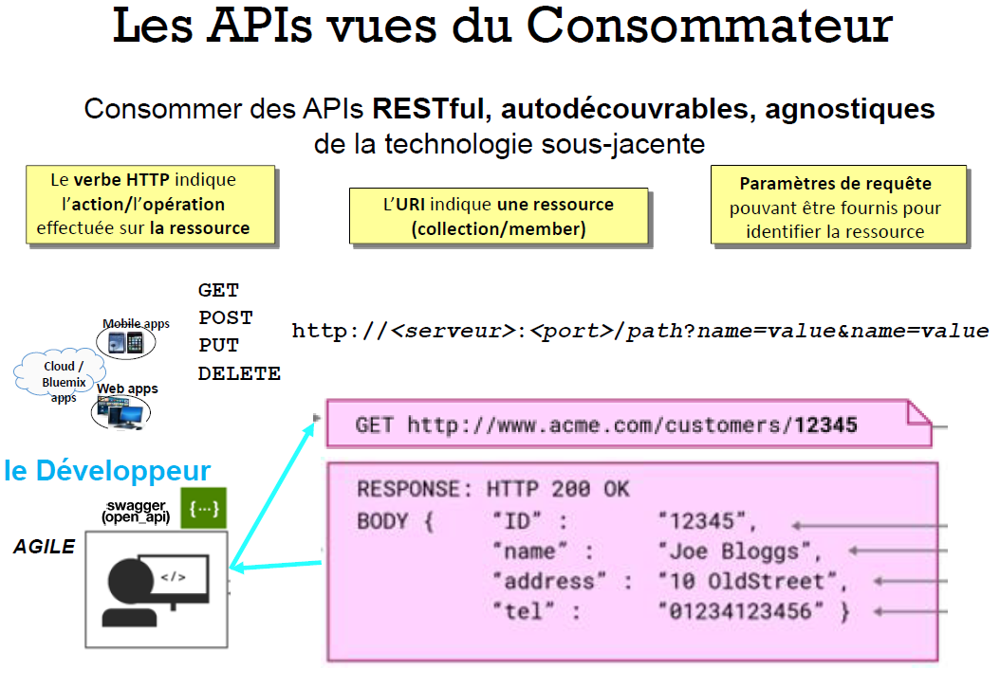 Les APIs vues du Consommateur
Consommer des APIs RESTful, autodécouvrables, agnostiques
de la technologie sous-jacente
Le verbe HTTP indique
l’action/l’opération
effectuée sur la ressource
L’URI indique une ressource
(collection/member)
Paramètres de requête
pouvant être fournis pour
identifier la ressource
GET
POST
PUT
DELETE
http://<serveur>:<port>/path?name=value&name=value
Mobile apps
Cloud /
Bluemix
apps
Web apps
GET http://www.acme.com/customers/12345
le Développeur
swagger
(open_api)
{···}
AGILE
</>
RESPONSE: HTTP 200 OK
BODY { “ID” : “12345”,
“name” : “Joe Bloggs”,
“address” : “10 OldStreet”,
“tel” : “01234123456” }